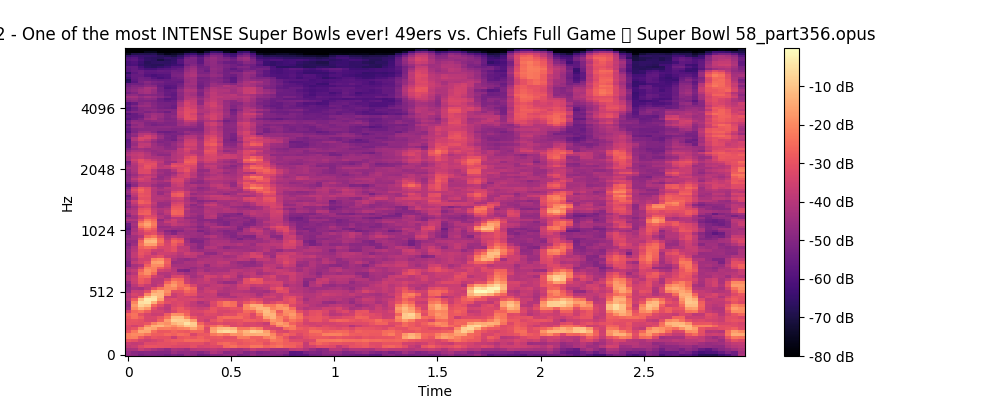 2 - One of the most INTENSE Super Bowls ever! 49ers vs. Chiefs Full Game  Super Bowl 58_part356.opus
4096
2048
1024
512
0
Hz
0
0.5
1
1.5
2
2.5
Time
-10 dB
-20 dB
-30 dB
-40 dB
-50 dB
-60 dB
-70 dB
-80 dB